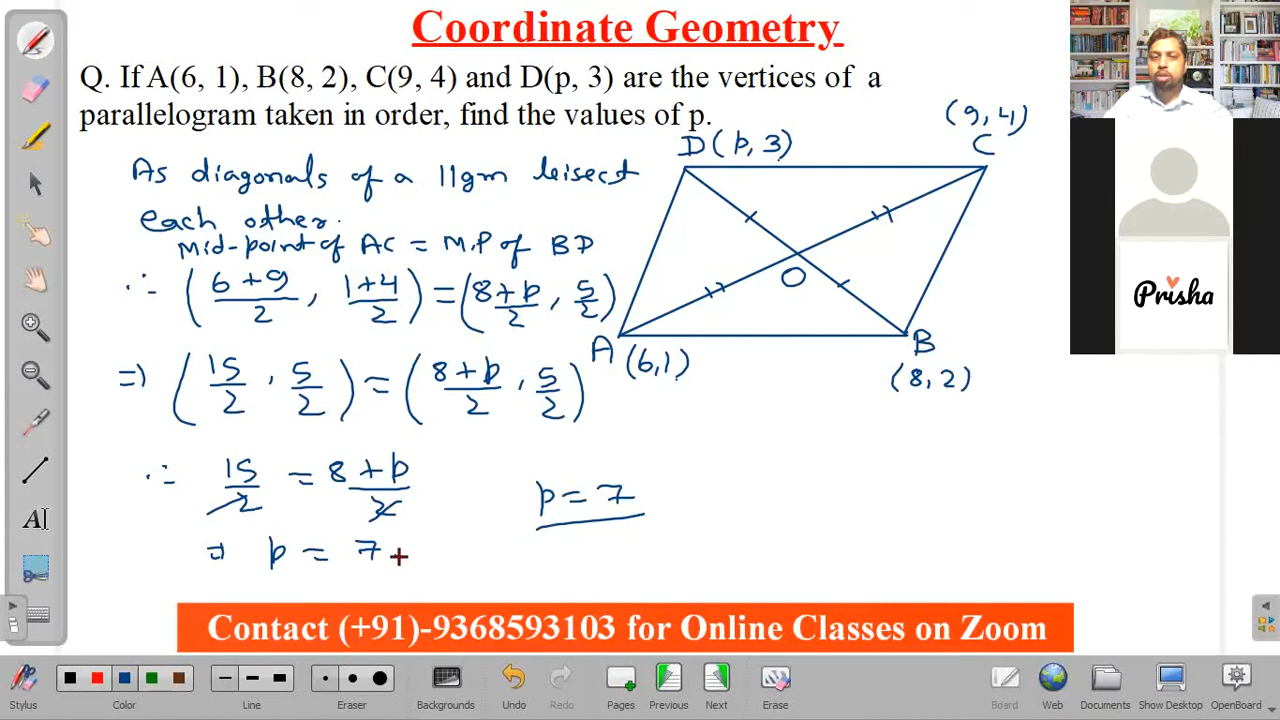 Coordinate Geometry
Q. If A(6, 1), B(8, 2), C(9, 4) and D(p, 3) are the vertices of a
parallelogram taken in order, find the values of p.
As diagonals of a 11gm bisect
each other.
Mid-point of AC = M.P of BD
∴ (6+9/2, 1+4/2) = (8+p/2, 5/2)
⇒ (15/2, 5/2) = (8+p/2, 5/2)
∴ 15/2 = 8+p/2
⇒ p = 7
p = 7
D(p, 3)
(9, 4)
C
O
A (6,1)
B
(8, 2)
Prisha
Contact (+91)-9368593103 for Online Classes on Zoom
A
Stylus
Color
Line
Eraser
Backgrounds
Undo
Redo
Pages
Previous
Next
Erase
Board
Web
Documents
Show Desktop
OpenBoard